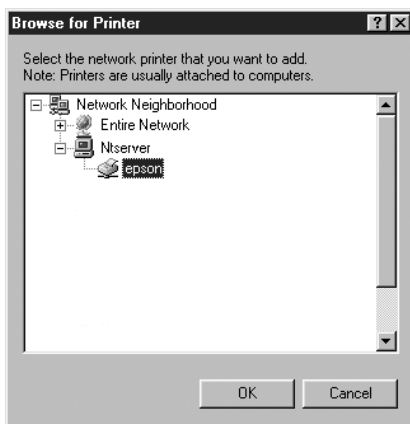 Browse for Printer
Select the network printer that you want to add.
Note: Printers are usually attached to computers.
Network Neighborhood
Entire Network
Ntserver
epson
OK Cancel